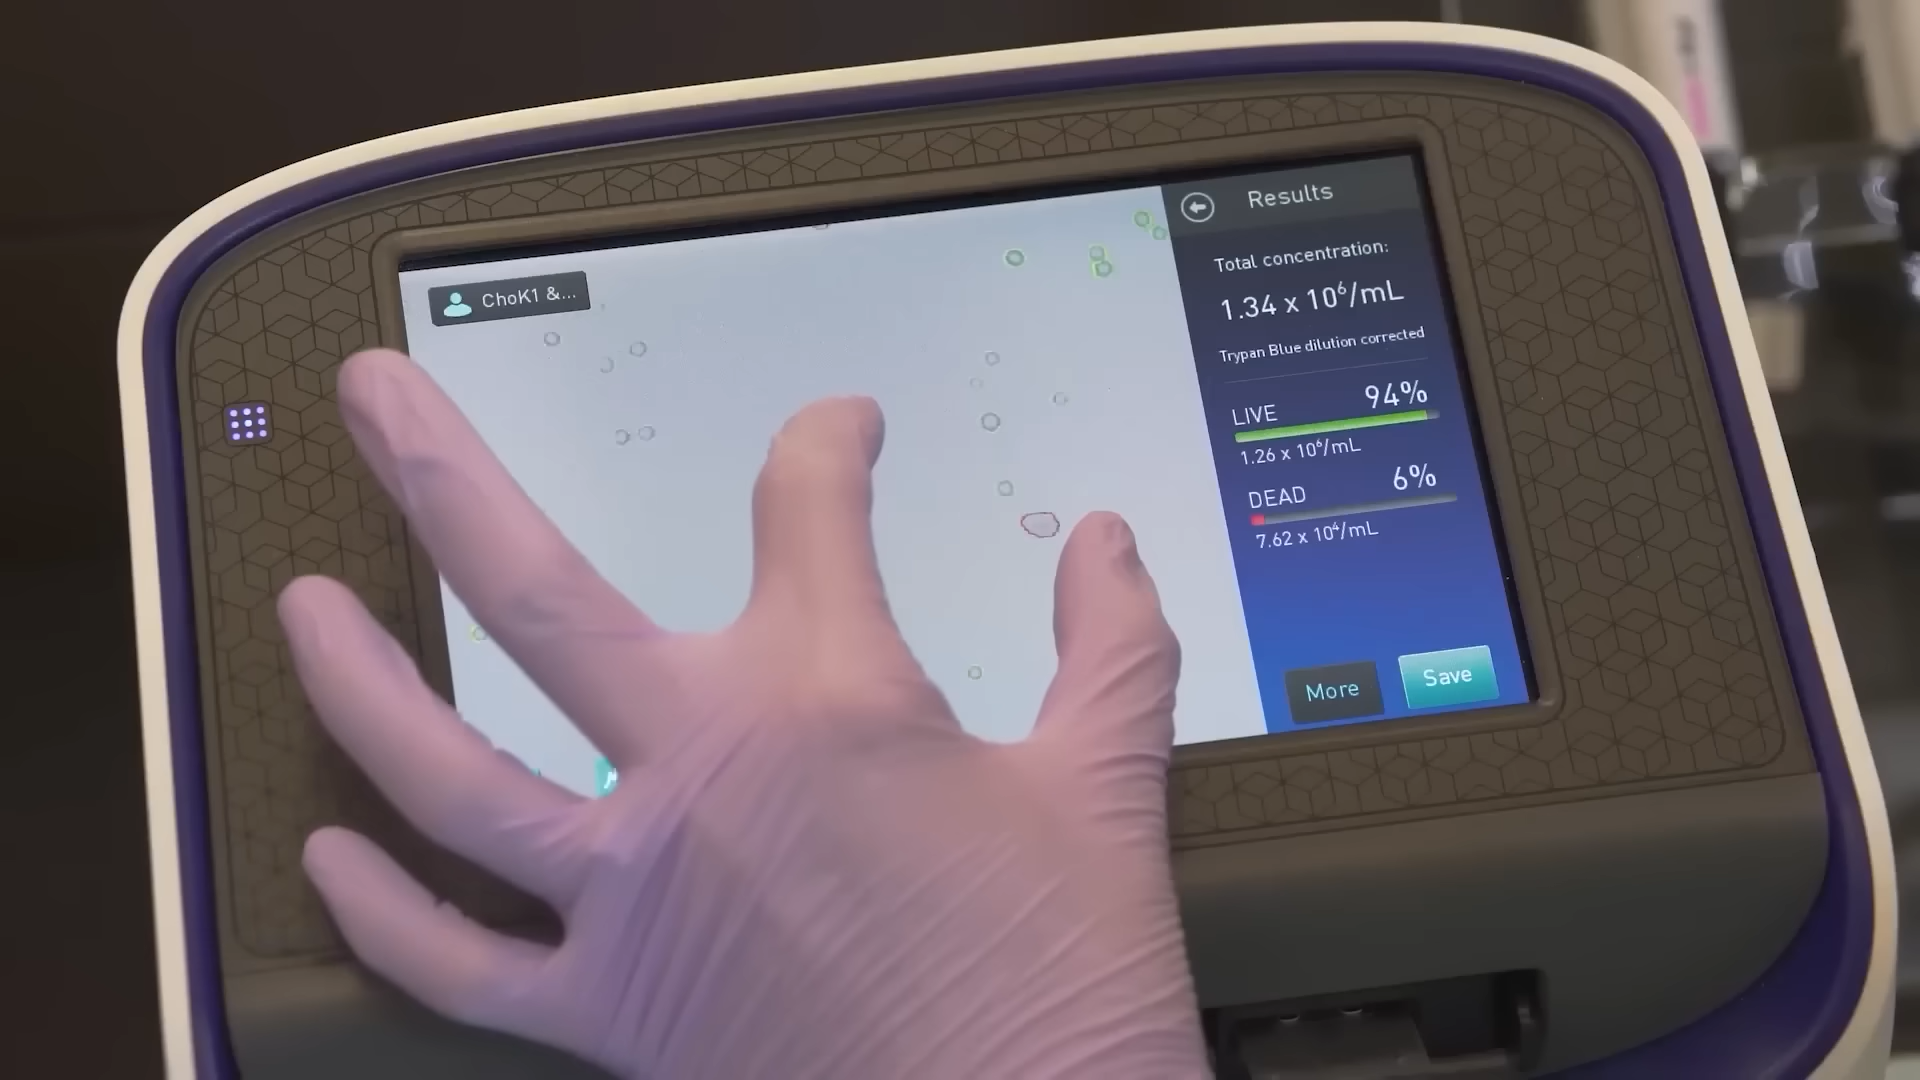 ChoK1 &...
Results
Total concentration:
1.34 x 10⁶/mL
Trypan Blue dilution corrected
LIVE 94%
1.26 x 10⁶/mL
DEAD 6%
7.62 x 10⁴/mL
More Save